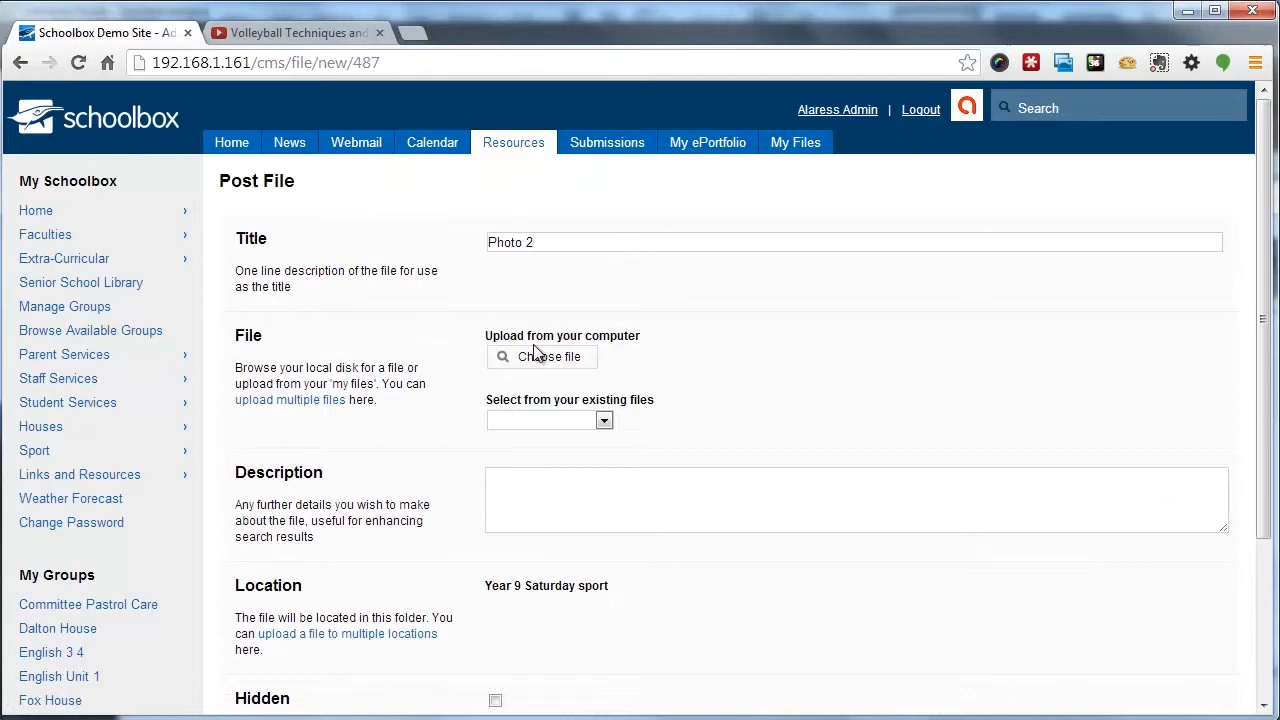 Schoolbox Demo Site - Ad
Volleyball Techniques and
192.168.1.161/cms/file/new/487
schoolbox
Alaress Admin | Logout
Search
Home News Webmail Calendar Resources Submissions My ePortfolio My Files
My Schoolbox
Home
Faculties
Extra-Curricular
Senior School Library
Manage Groups
Browse Available Groups
Parent Services
Staff Services
Student Services
Houses
Sport
Links and Resources
Weather Forecast
Change Password
My Groups
Committee Pastrol Care
Dalton House
English 3 4
English Unit 1
Fox House
Post File
Title
Photo 2
One line description of the file for use
as the title
File
Upload from your computer
Choose file
Browse your local disk for a file or
upload from your 'my files'. You can
upload multiple files here.
Select from your existing files
Description
Any further details you wish to make
about the file, useful for enhancing
search results
Location
Year 9 Saturday sport
The file will be located in this folder. You
can upload a file to multiple locations
here.
Hidden